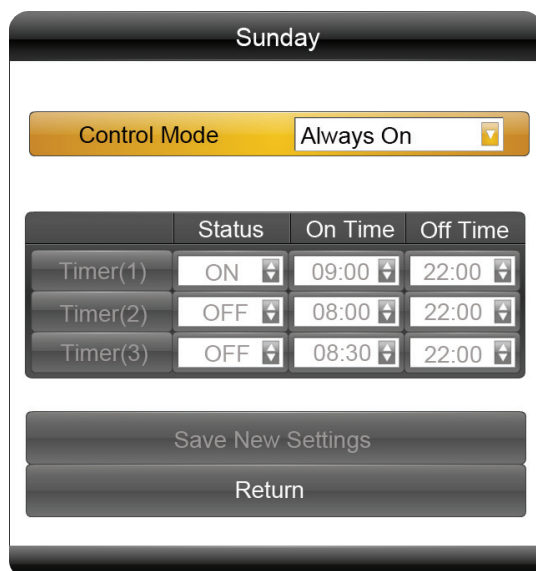 Sunday
Control Mode Always On
Status On Time Off Time
Timer(1) ON 09:00 22:00
Timer(2) OFF 08:00 22:00
Timer(3) OFF 08:30 22:00
Save New Settings
Return